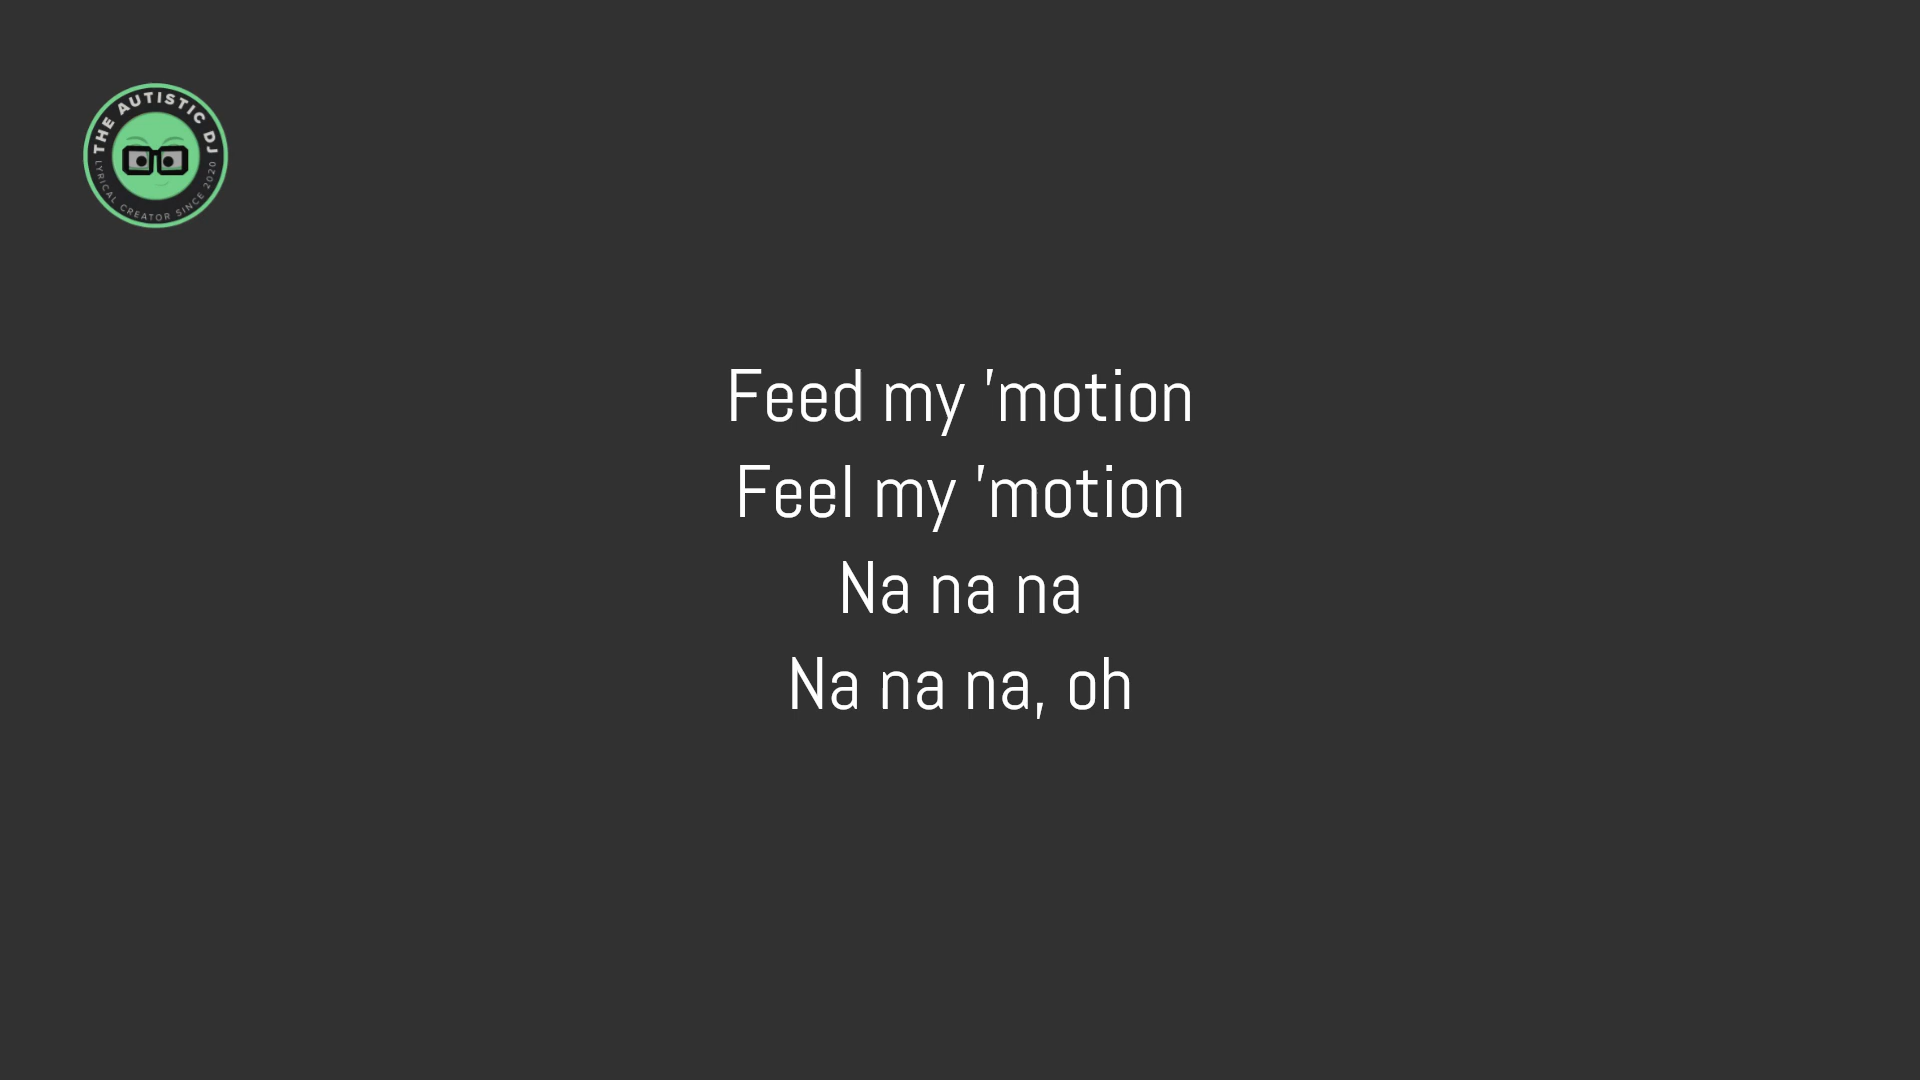 THE AUTISTIC DJ
LYRICAL CREATOR SINCE 2020
Feed my ’motion
Feel my ’motion
Na na na
Na na na, oh